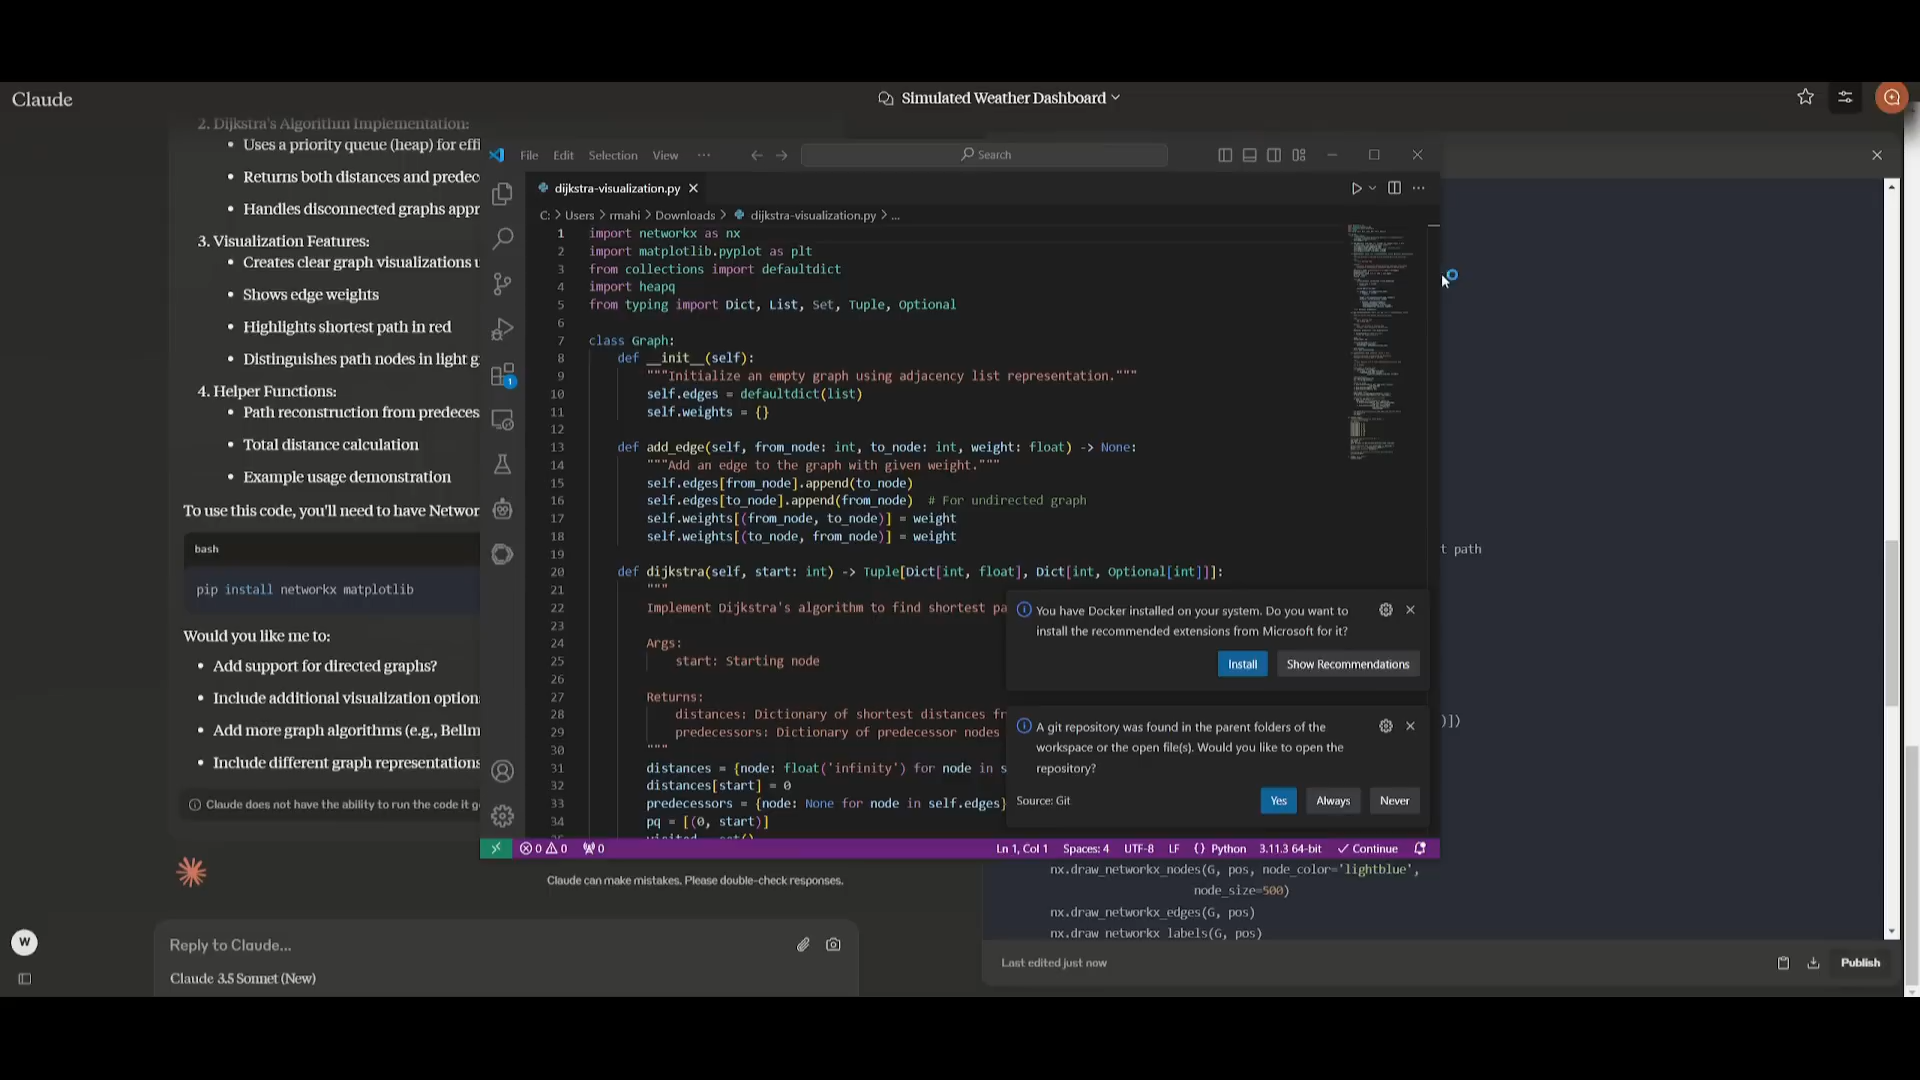 Claude
Simulated Weather Dashboard
2. Dijkstra's Algorithm Implementation:
• Uses a priority queue (heap) for effi
• Returns both distances and predec
• Handles disconnected graphs appr
3. Visualization Features:
• Creates clear graph visualizations u
• Shows edge weights
• Highlights shortest path in red
• Distinguishes path nodes in light g
4. Helper Functions:
• Path reconstruction from predeces
• Total distance calculation
• Example usage demonstration
To use this code, you'll need to have Networ
bash
pip install networkx matplotlib
Would you like me to:
• Add support for directed graphs?
• Include additional visualization option
• Add more graph algorithms (e.g., Bellm
• Include different graph representations
Claude does not have the ability to run the code it g
Claude can make mistakes. Please double-check responses.
W
Reply to Claude...
Claude 3.5 Sonnet (New)
File Edit Selection View ...
Search
dijkstra-visualization.py
C: > Users > rmahi > Downloads > dijkstra-visualization.py > ...
1 import networkx as nx
2 import matplotlib.pyplot as plt
3 from collections import defaultdict
4 import heapq
5 from typing import Dict, List, Set, Tuple, Optional
6
7 class Graph:
8 def __init__(self):
9 """Initialize an empty graph using adjacency list representation."""
10 self.edges = defaultdict(list)
11 self.weights = {}
12
13 def add_edge(self, from_node: int, to_node: int, weight: float) -> None:
14 """Add an edge to the graph with given weight."""
15 self.edges[from_node].append(to_node)
16 self.edges[to_node].append(from_node) # For undirected graph
17 self.weights[(from_node, to_node)] = weight
18 self.weights[(to_node, from_node)] = weight
19
20 def dijkstra(self, start: int) -> Tuple[Dict[int, float], Dict[int, Optional[int]]]:
21 """
22 Implement Dijkstra's algorithm to find shortest pa
23
24 Args:
25 start: Starting node
26
27 Returns:
28 distances: Dictionary of shortest distances fr
29 predecessors: Dictionary of predecessor nodes
30 """
31 distances = {node: float('infinity') for node in s
32 distances[start] = 0
33 predecessors = {node: None for node in self.edges}
34 pq = [(0, start)]
1
You have Docker installed on your system. Do you want to
install the recommended extensions from Microsoft for it?
Install Show Recommendations
A git repository was found in the parent folders of the
workspace or the open file(s). Would you like to open the
repository?
Source: Git
Yes Always Never
0 0 0
Ln 1, Col 1 Spaces: 4 UTF-8 LF {} Python 3.11.3 64-bit Continue
t path
)])
nx.draw_networkx_nodes(G, pos, node_color='lightblue',
node_size=500)
nx.draw_networkx_edges(G, pos)
nx.draw_networkx_labels(G, pos)
Last edited just now
Publish